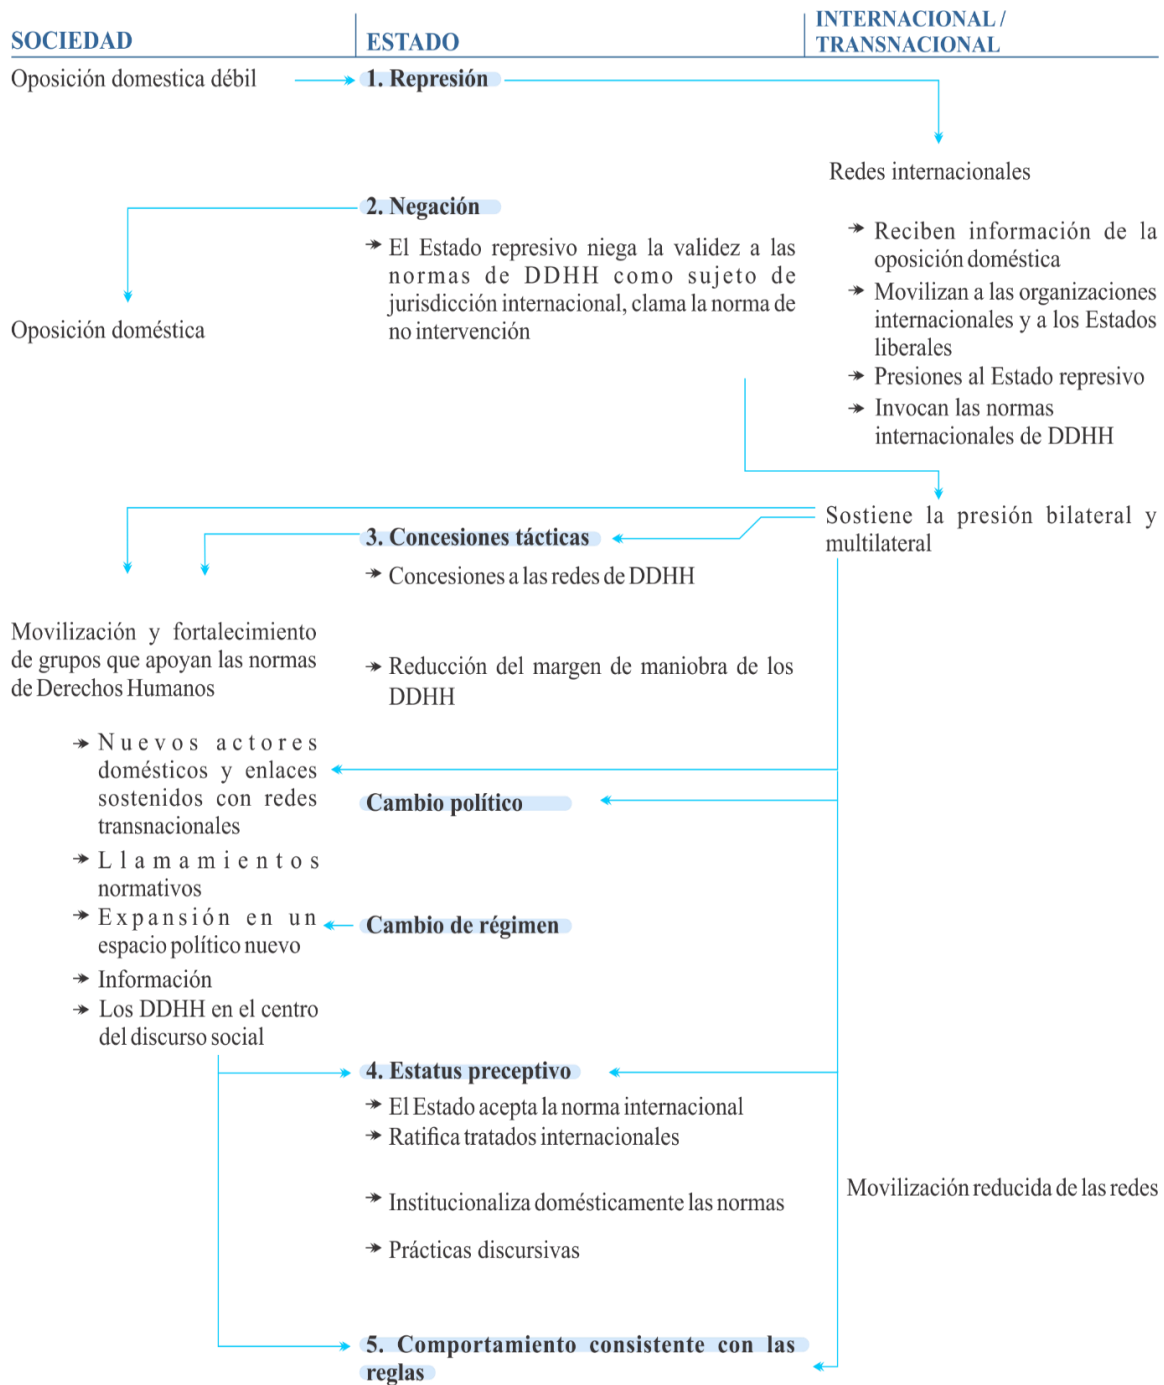 SOCIEDAD
ESTADO
INTERNACIONAL /
TRANSNACIONAL
Oposición domestica débil
1. Represión
Redes internacionales
2. Negación
El Estado represivo niega la validez a las
normas de DDHH como sujeto de
jurisdicción internacional, clama la norma de
no intervención
Reciben información de la
oposición doméstica
Movilizan a las organizaciones
internacionales y a los Estados
liberales
Presiones al Estado represivo
Invocan las normas
internacionales de DDHH
Oposición doméstica
Sostiene la presión bilateral y
multilateral
3. Concesiones tácticas
Concesiones a las redes de DDHH
Reducción del margen de maniobra de los
DDHH
Movilización y fortalecimiento
de grupos que apoyan las normas
de Derechos Humanos
Nuevos actores
domésticos y enlaces
sostenidos con redes
transnacionales
Llamamientos
normativos
Expansión en un
espacio político nuevo
Información
Los DDHH en el centro
del discurso social
Cambio político
Cambio de régimen
4. Estatus preceptivo
El Estado acepta la norma internacional
Ratifica tratados internacionales
Institucionaliza domésticamente las normas
Prácticas discursivas
Movilización reducida de las redes
5. Comportamiento consistente con las
reglas